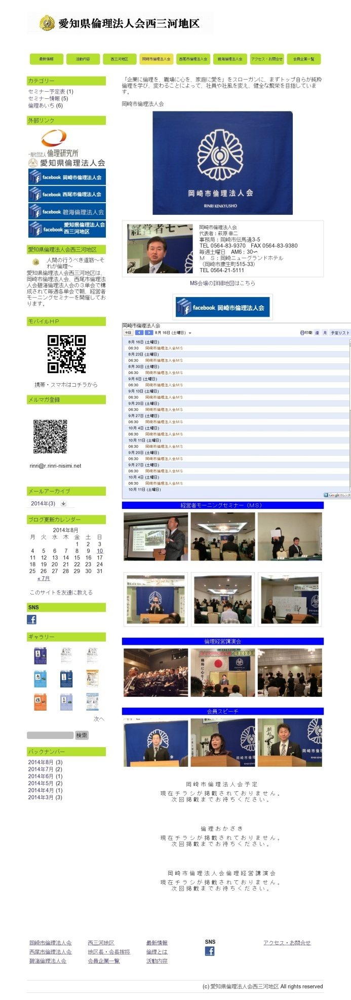 愛知県倫理法人会西三河地区
最新情報
活動内容
西三河地区
岡崎市倫理法人会
西尾市倫理法人会
碧海倫理法人会
アクセス・お問合せ
会員企業一覧
カテゴリー
セミナー予定表 (1)
セミナー情報 (5)
倫理あいち (6)
外部リンク
一般社団法人 倫理研究所
愛知県倫理法人会
facebook 岡崎市倫理法人会
facebook 西尾市倫理法人会
facebook 碧海倫理法人会
facebook 愛知県倫理法人会
西三河地区
愛知県倫理法人会西三河地区
人間の行うべき道筋〜そ
れが倫理〜
愛知県倫理法人会西三河地区は、
岡崎市倫理法人会、西尾市倫理法
人会碧海倫理法人会の３単会で構
成されて毎週各単会で朝、経営者
モーニングセミナーを開催してお
ります。
モバイルＨＰ
携帯・スマホはコチラから
メルマガ登録
rinri@r.rinri-nisimi.net
メールアーカイブ
2014年(3)
ブログ更新カレンダー
2014年8月
月 火 水 木 金 土 日
1 2 3
4 5 6 7 8 9 10
11 12 13 14 15 16 17
18 19 20 21 22 23 24
25 26 27 28 29 30 31
« 7月
このサイトを友達に教える
SNS
ギャラリー
次へ
検索
バックナンバー
2014年8月 (3)
2014年7月 (2)
2014年6月 (1)
2014年5月 (2)
2014年4月 (1)
2014年3月 (3)
「企業に倫理を、職場に心を、家庭に愛を」をスローガンに、まずトップ自らが純粋
倫理を学び、変わることによって、社員や社風を変え、健全な繁栄を目指していま
す。
岡崎市倫理法人会
岡崎市倫理法人会
RINRI KENKYUSHO
経営者モーニ
岡崎市倫理法人会
代表者：萩原 幸二
事務局：岡崎市伝馬通3-5
TEL 0564-83-9370　FAX 0564-83-9380
毎週土曜日　AM6：30〜
Ｍ　Ｓ：岡崎ニューグランドホテル
（岡崎市康生町515-33）
TEL 0564-21-5111
MS会場の詳細地図はこちら
facebook 岡崎市倫理法人会
岡崎市倫理法人会
今日 8月 16日 (土曜日) 印刷 週 月 予定リスト
8月 16日 (土曜日)
06:30 岡崎市倫理法人会ＭＳ
8月 23日 (土曜日)
06:30 岡崎市倫理法人会ＭＳ
8月 30日 (土曜日)
06:30 岡崎市倫理法人会ＭＳ
9月 6日 (土曜日)
06:30 岡崎市倫理法人会ＭＳ
9月 13日 (土曜日)
06:30 岡崎市倫理法人会ＭＳ
9月 20日 (土曜日)
06:30 岡崎市倫理法人会ＭＳ
9月 27日 (土曜日)
06:30 岡崎市倫理法人会ＭＳ
10月 4日 (土曜日)
06:30 岡崎市倫理法人会ＭＳ
10月 11日 (土曜日)
06:30 岡崎市倫理法人会ＭＳ
9月 20日 (土曜日)
06:30 岡崎市倫理法人会ＭＳ
9月 27日 (土曜日)
06:30 岡崎市倫理法人会ＭＳ
10月 4日 (土曜日)
06:30 岡崎市倫理法人会ＭＳ
10月 11日 (土曜日)
Google カレンダー
経営者モーニングセミナー（ＭＳ）
倫理経営講演会
会員スピーチ
岡崎市倫理法人会予定
現在チラシが掲載されておりません。
次回掲載までお待ちください。
倫理おかざき
現在チラシが掲載されておりません。
次回掲載までお待ちください。
岡崎市倫理法人会倫理経営講演会
現在チラシが掲載されておりません。
次回掲載までお待ちください。
岡崎市倫理法人会
西尾市倫理法人会
碧海倫理法人会
西三河地区
地区長・会長挨拶
会員企業一覧
最新情報
倫理とは
活動内容
SNS
アクセス・お問合せ
(c) 愛知県倫理法人会西三河地区 All rights reserved